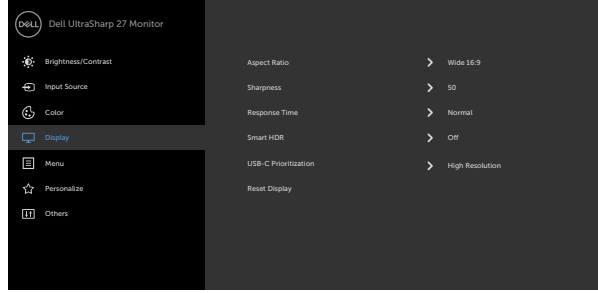 DELL Dell UltraSharp 27 Monitor
Brightness/Contrast
Input Source
Color
Display
Menu
Personalize
Others
Aspect Ratio Wide 16:9
Sharpness 50
Response Time Normal
Smart HDR Off
USB-C Prioritization High Resolution
Reset Display